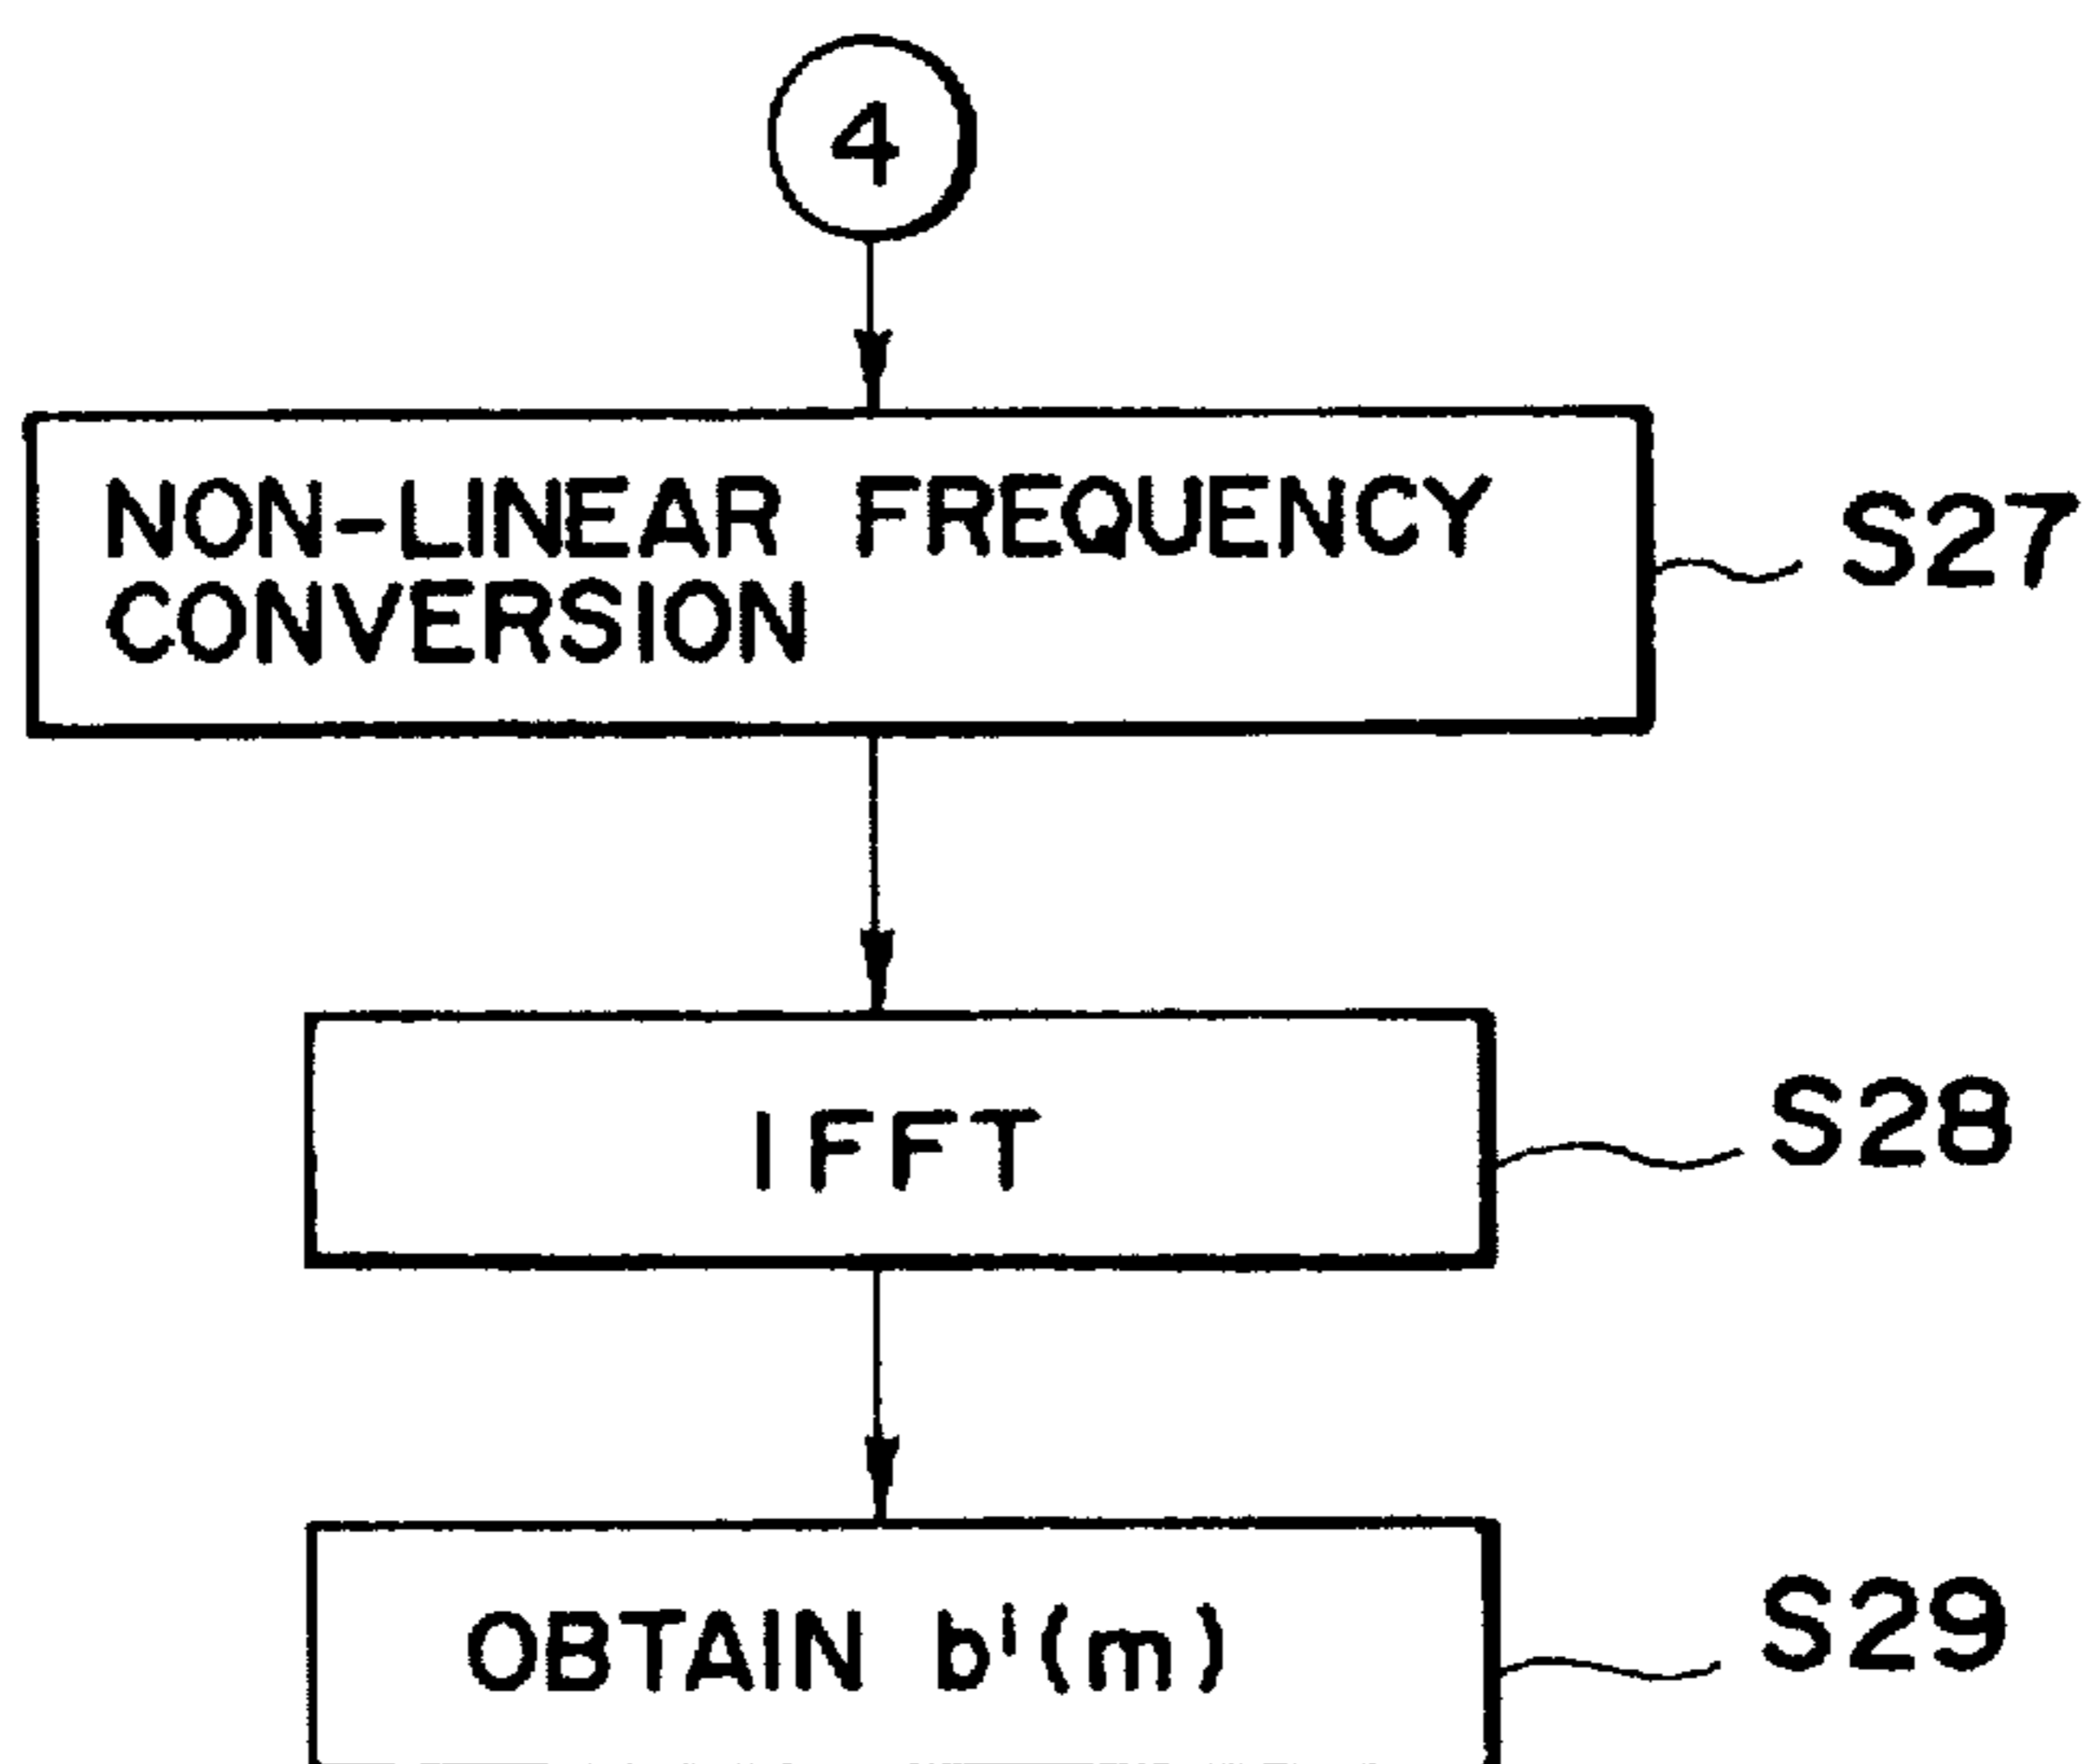 4
NON-LINEAR FREQUENCY
CONVERSION
S27
IFFT
S28
OBTAIN b'(m)
S29